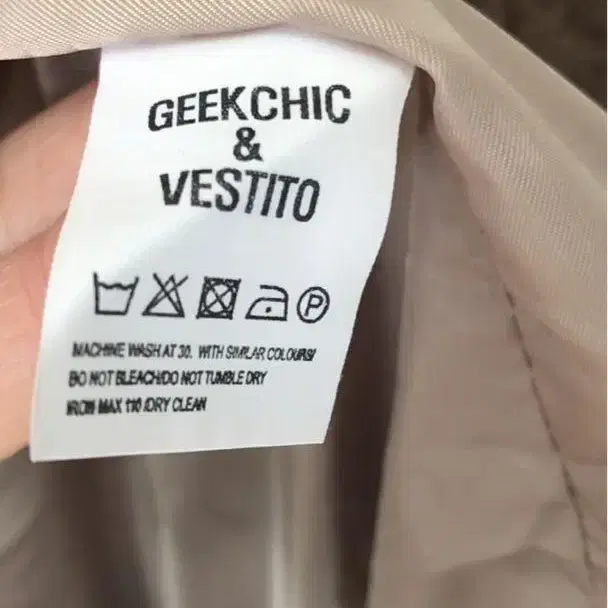 GEEKCHIC
&
VESTITO
P
MACHINE WASH AT 30. WITH SIMILAR COLOURS/
DO NOT BLEACH/DO NOT TUMBLE DRY
IRON MAX 110 /DRY CLEAN